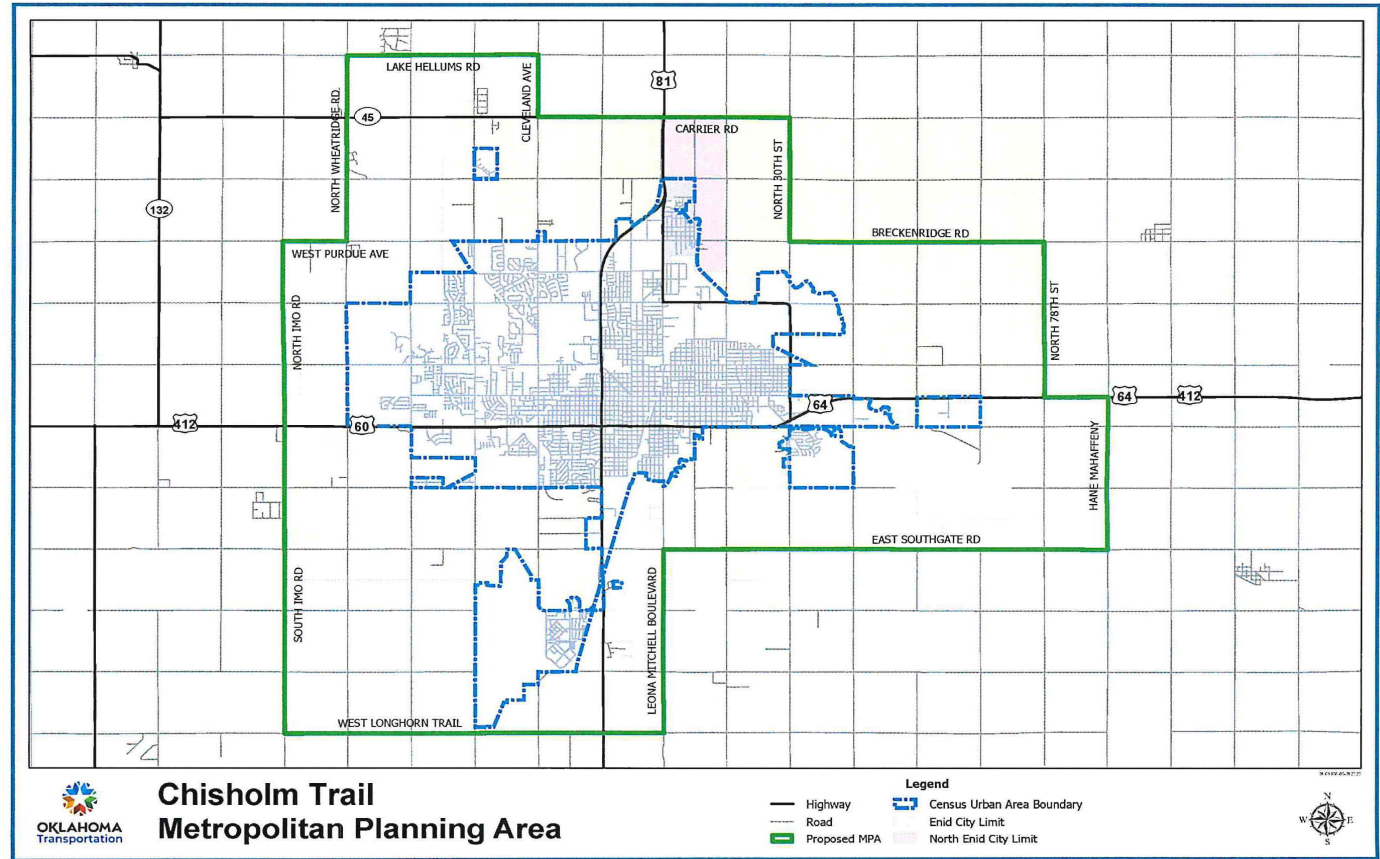 LAKE HELLUMS RD
CLEVELAND AVE
81
NORTH WHEATRIDGE RD.
45
CARRIER RD
NORTH 30TH ST
132
BRECKENRIDGE RD
WEST PURDUE AVE
NORTH IMO RD
NORTH 78TH ST
412
60
64
64
412
HANE MAHAFFENY
EAST SOUTHGATE RD
SOUTH IMO RD
LEONA MITCHELL BOULEVARD
WEST LONGHORN TRAIL
OKLAHOMA
Transportation
Chisholm Trail
Metropolitan Planning Area
Legend
Highway
Road
Proposed MPA
Census Urban Area Boundary
Enid City Limit
North Enid City Limit
N
W E
S